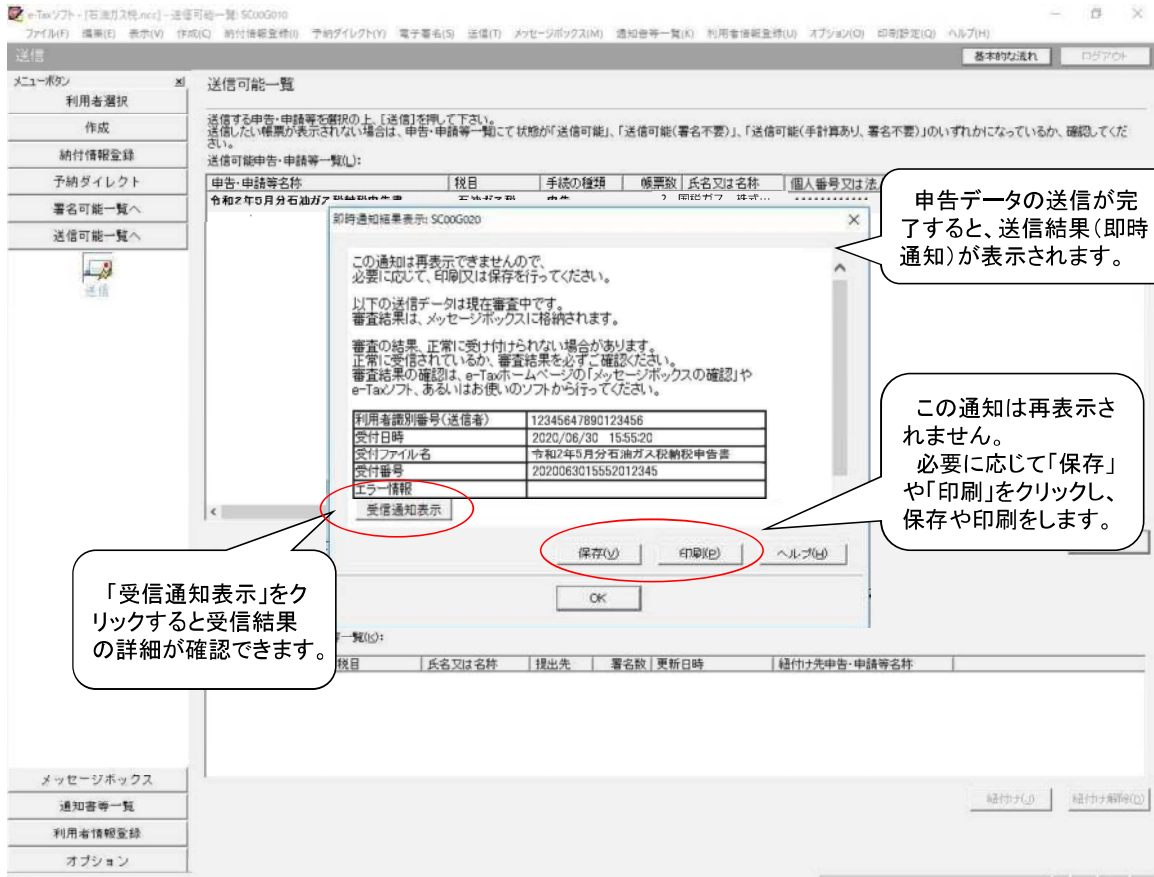 e-Taxソフト - [石油ガス税.ncc] - 送信可能一覧: SC00G010
ファイル(F) 編集(E) 表示(V) 作成(C) 納付情報登録(I) 予納ダイレクト(Y) 電子署名(S) 送信(T) メッセージボックス(M) 通知書等一覧(K) 利用者情報登録(U) オプション(O) 印刷設定(Q) ヘルプ(H)
送信
基本的な流れ
ログアウト
メニューボタン
利用者選択
作成
納付情報登録
予納ダイレクト
署名可能一覧へ
送信可能一覧へ
送信
メッセージボックス
通知書等一覧
利用者情報登録
オプション
送信可能一覧
送信する申告・申請等を選択の上、[送信]を押して下さい。
送信したい帳票が表示されない場合は、申告・申請等一覧にて状態が「送信可能」、「送信可能(署名不要)」、「送信可能(手計算あり、署名不要)」のいずれかになっているか、確認してくだ
さい。
送信可能申告・申請等一覧(L):
申告・申請等名称 税目 手続の種類 帳票数 氏名又は名称 個人番号又は法
令和2年5月分石油ガス税納税申告書 石油ガス税 申告 2 国税ガス 株式… ************
即時通知結果表示: SC00G020
この通知は再表示できませんので、
必要に応じて、印刷又は保存を行ってください。
以下の送信データは現在審査中です。
審査結果は、メッセージボックスに格納されます。
審査の結果、正常に受け付けられない場合があります。
正常に受信されているか、審査結果を必ずご確認ください。
審査結果の確認は、e-Taxホームページの「メッセージボックスの確認」や
e-Taxソフト、あるいはお使いのソフトから行ってください。
利用者識別番号(送信者) 12345647890123456
受付日時 2020/06/30 15:55:20
受付ファイル名 令和2年5月分石油ガス税納税申告書
受付番号 2020063015552012345
エラー情報
受信通知表示
保存(V)
印刷(P)
ヘルプ(H)
OK
申告データの送信が完
了すると、送信結果(即時
通知)が表示されます。
この通知は再表示さ
れません。
必要に応じて「保存」
や「印刷」をクリックし、
保存や印刷をします。
「受信通知表示」をク
リックすると受信結果
の詳細が確認できます。
一覧(K):
税目 氏名又は名称 提出先 署名数 更新日時 紐付け先申告・申請等名称
紐付け(J)
紐付け解除(D)